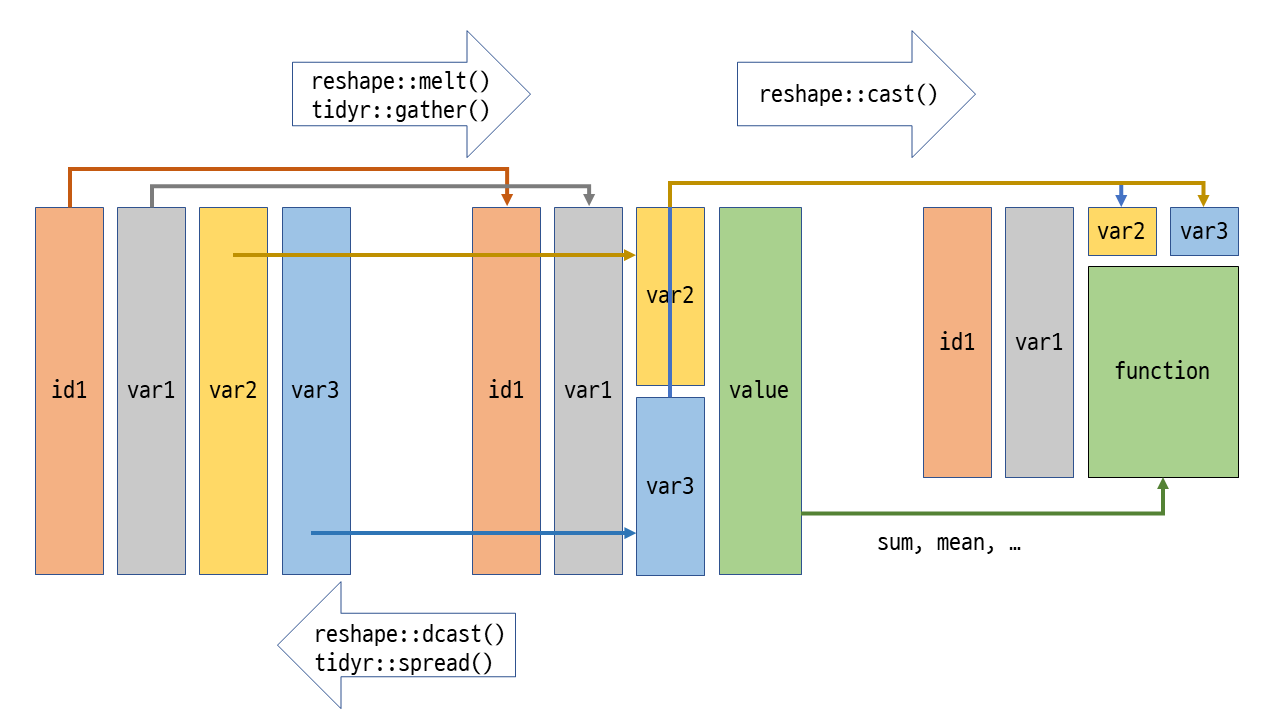 reshape::melt()
tidyr::gather()
reshape::cast()
id1
var1
var2
var3
id1
var1
var2
var3
value
id1
var1
var2
var3
function
sum, mean, …
reshape::dcast()
tidyr::spread()